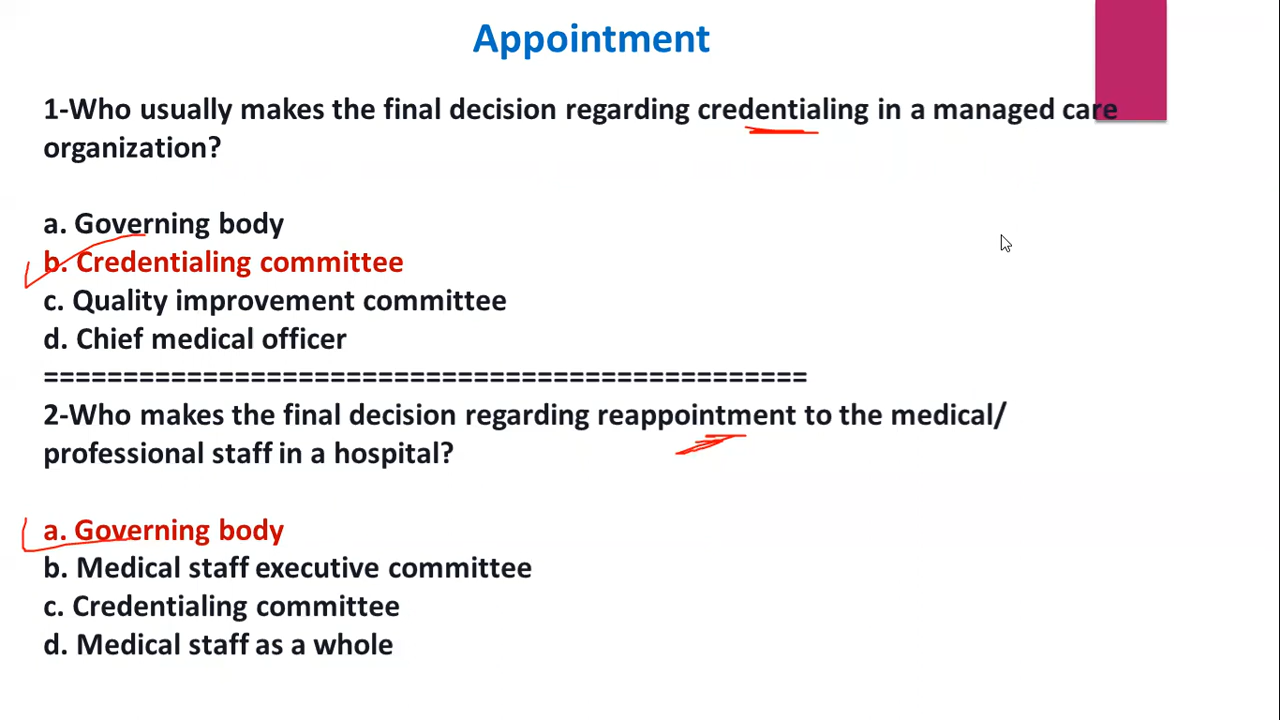 Appointment
1-Who usually makes the final decision regarding credentialing in a managed care
organization?
a. Governing body
b. Credentialing committee
c. Quality improvement committee
d. Chief medical officer
================================================
2-Who makes the final decision regarding reappointment to the medical/
professional staff in a hospital?
a. Governing body
b. Medical staff executive committee
c. Credentialing committee
d. Medical staff as a whole